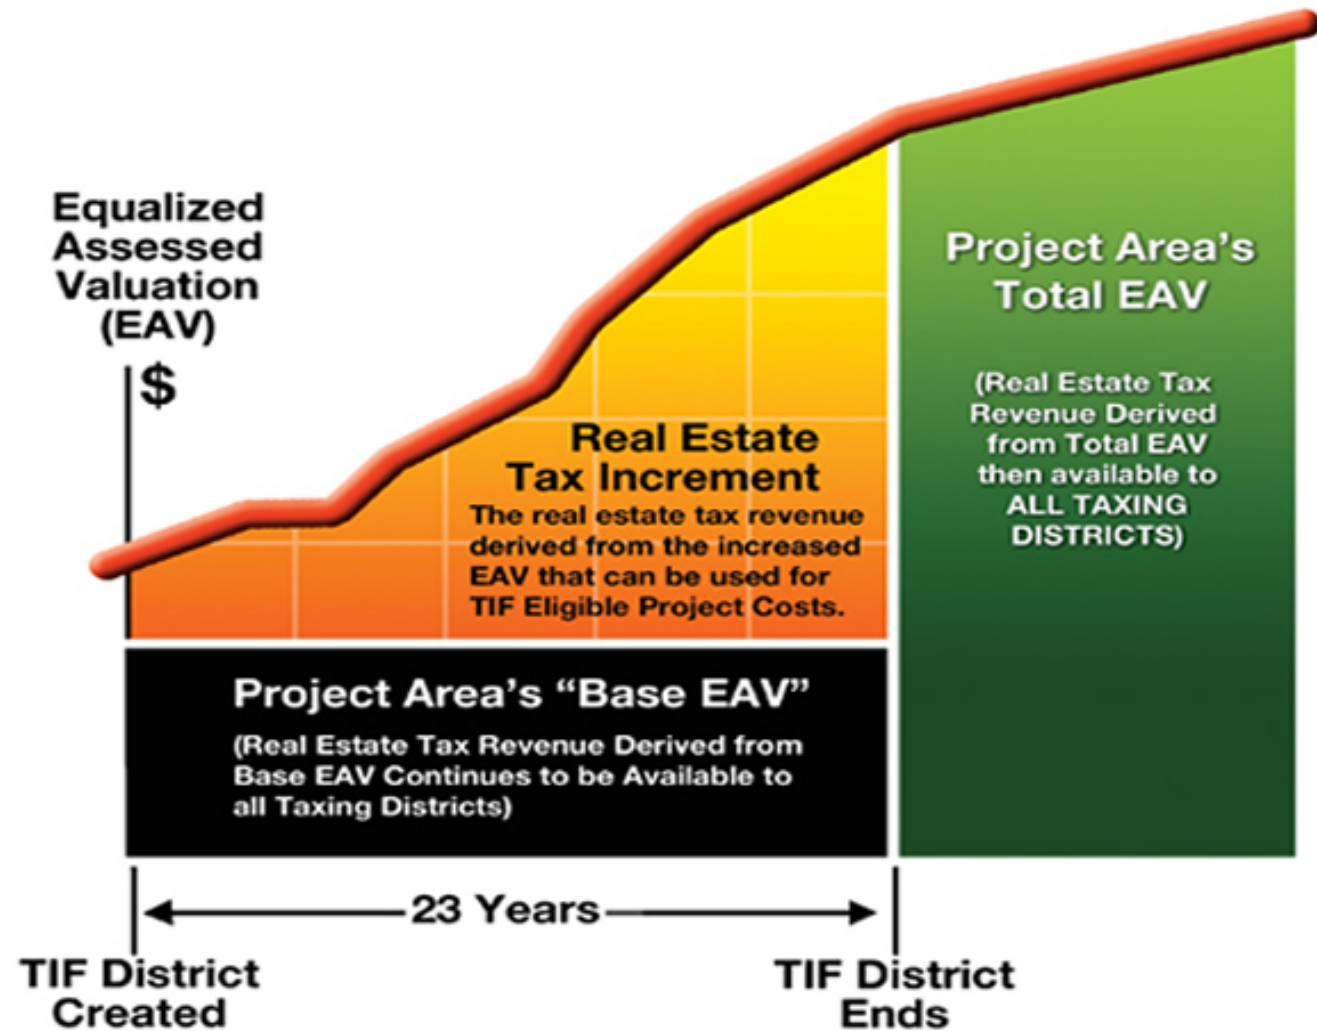 Equalized
Assessed
Valuation
(EAV)
$
Real Estate
Tax Increment
The real estate tax revenue
derived from the increased
EAV that can be used for
TIF Eligible Project Costs.
Project Area's
Total EAV
(Real Estate Tax
Revenue Derived
from Total EAV
then available to
ALL TAXING
DISTRICTS)
Project Area's “Base EAV”
(Real Estate Tax Revenue Derived from
Base EAV Continues to be Available to
all Taxing Districts)
23 Years
TIF District
Created
TIF District
Ends